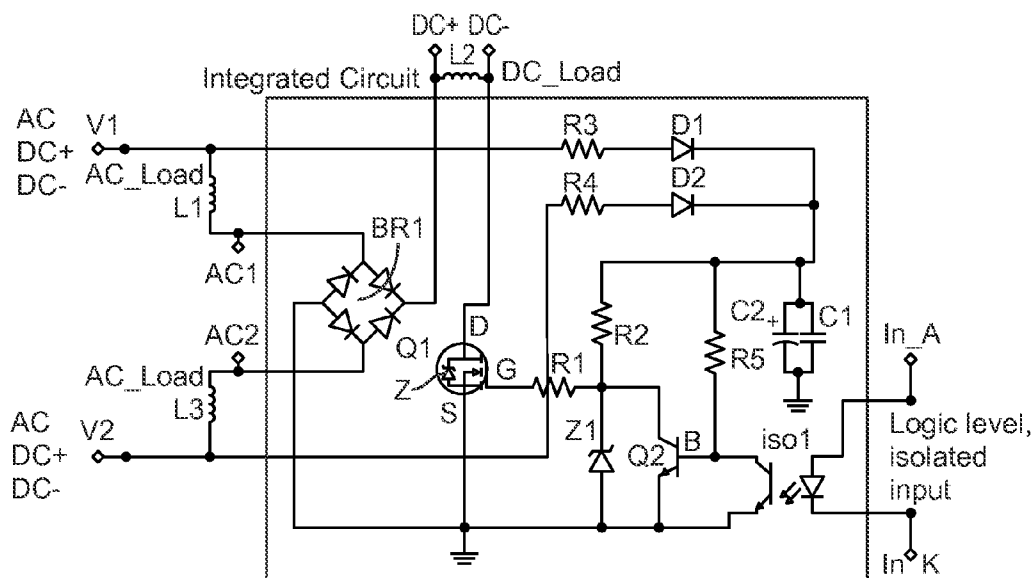 DC+ DC-
L2
Integrated Circuit
DC_Load
AC
DC+
DC-
V1
AC_Load
L1
AC1
BR1
R3
D1
R4
D2
AC2
AC_Load
L3
AC
DC+
DC-
V2
Q1
D
Z
G
S
R1
R2
Z1
Q2
B
R5
C2
+
C1
iso1
In_A
Logic level,
isolated
input
In_K